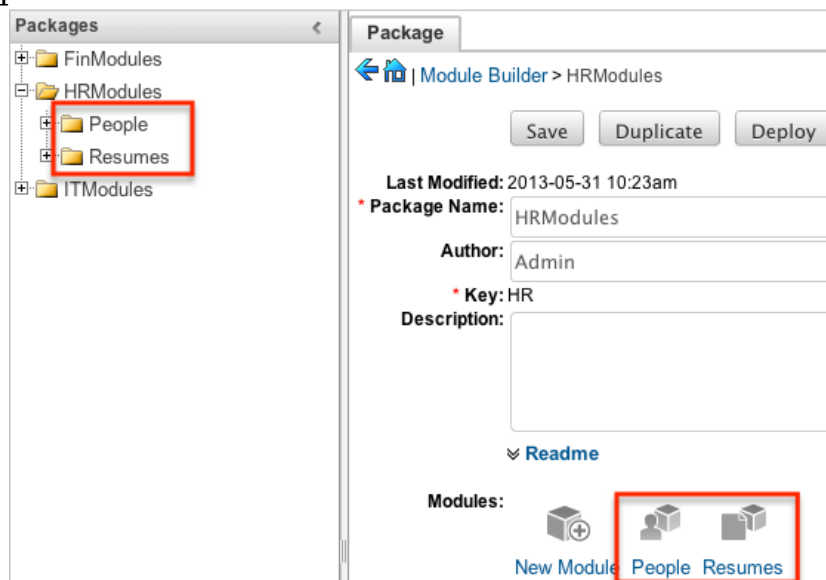 Packages
FinModules
HRModules
People
Resumes
ITModules
Package
| Module Builder > HRModules
Save Duplicate Deploy
Last Modified: 2013-05-31 10:23am
* Package Name: HRModules
Author: Admin
* Key: HR
Description:
Readme
Modules:
New Module People Resumes